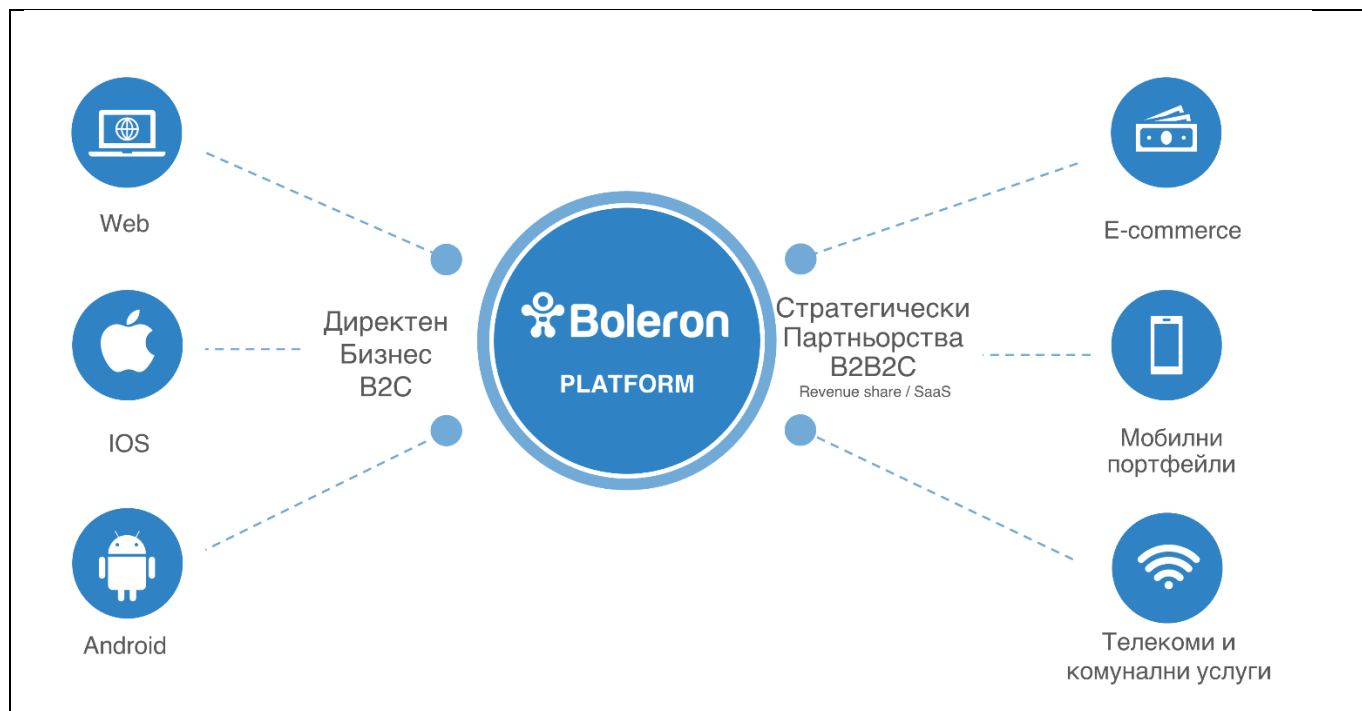 Web
IOS
Android
Директен
Бизнес
B2C
Boleron
PLATFORM
Стратегически
Партньорства
B2B2C
Revenue share / SaaS
E-commerce
Мобилни
портфейли
Телекоми и
комунални услуги